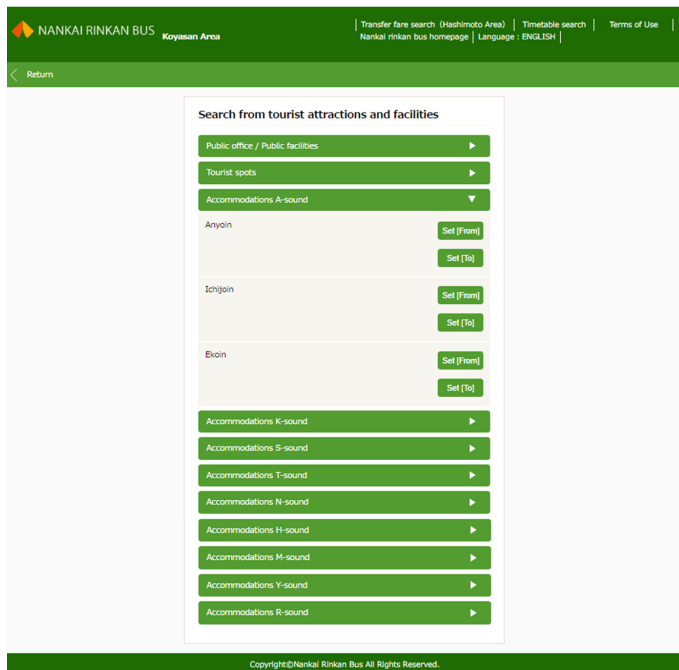 NANKAI RINKAN BUS Koyasan Area
Transfer fare search (Hashimoto Area) | Timetable search | Terms of Use |
Nankai rinkan bus homepage | Language : ENGLISH |
Return
Search from tourist attractions and facilities
Public office / Public facilities
Tourist spots
Accommodations A-sound
Anyoin
Set [From]
Set [To]
Ichijoin
Set [From]
Set [To]
Ekoin
Set [From]
Set [To]
Accommodations K-sound
Accommodations S-sound
Accommodations T-sound
Accommodations N-sound
Accommodations H-sound
Accommodations M-sound
Accommodations Y-sound
Accommodations R-sound
Copyright©Nankai Rinkan Bus All Rights Reserved.